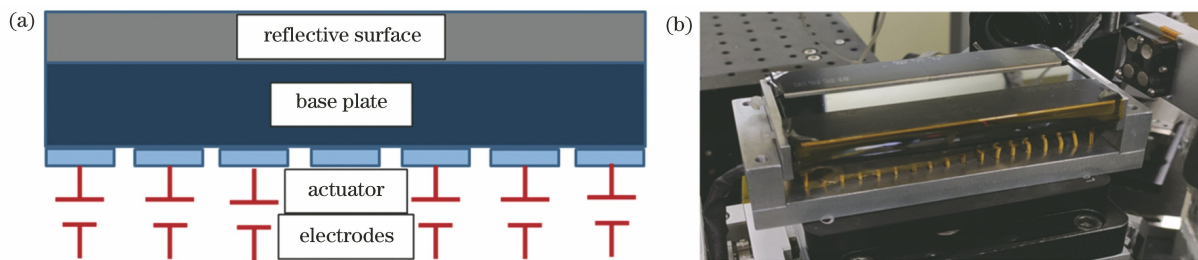 (a)
reflective surface
base plate
actuator
electrodes
(b)